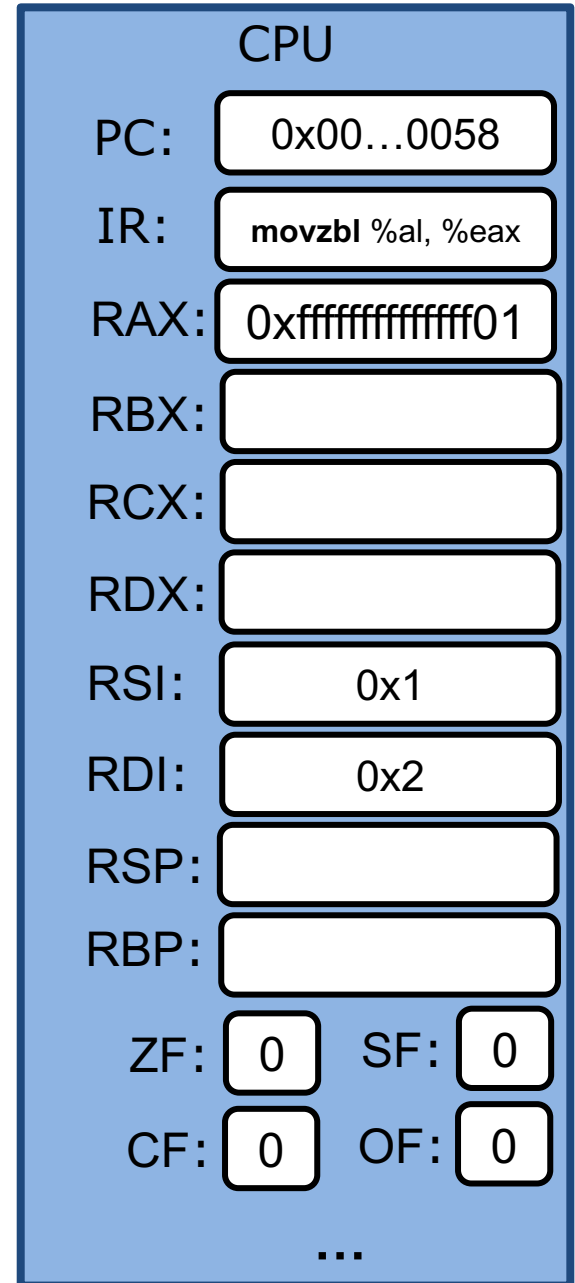 CPU
PC: 0x00…0058
IR: movzbl %al, %eax
RAX: 0xffffffffffffff01
RBX:
RCX:
RDX:
RSI: 0x1
RDI: 0x2
RSP:
RBP:
ZF: 0 SF: 0
CF: 0 OF: 0
…